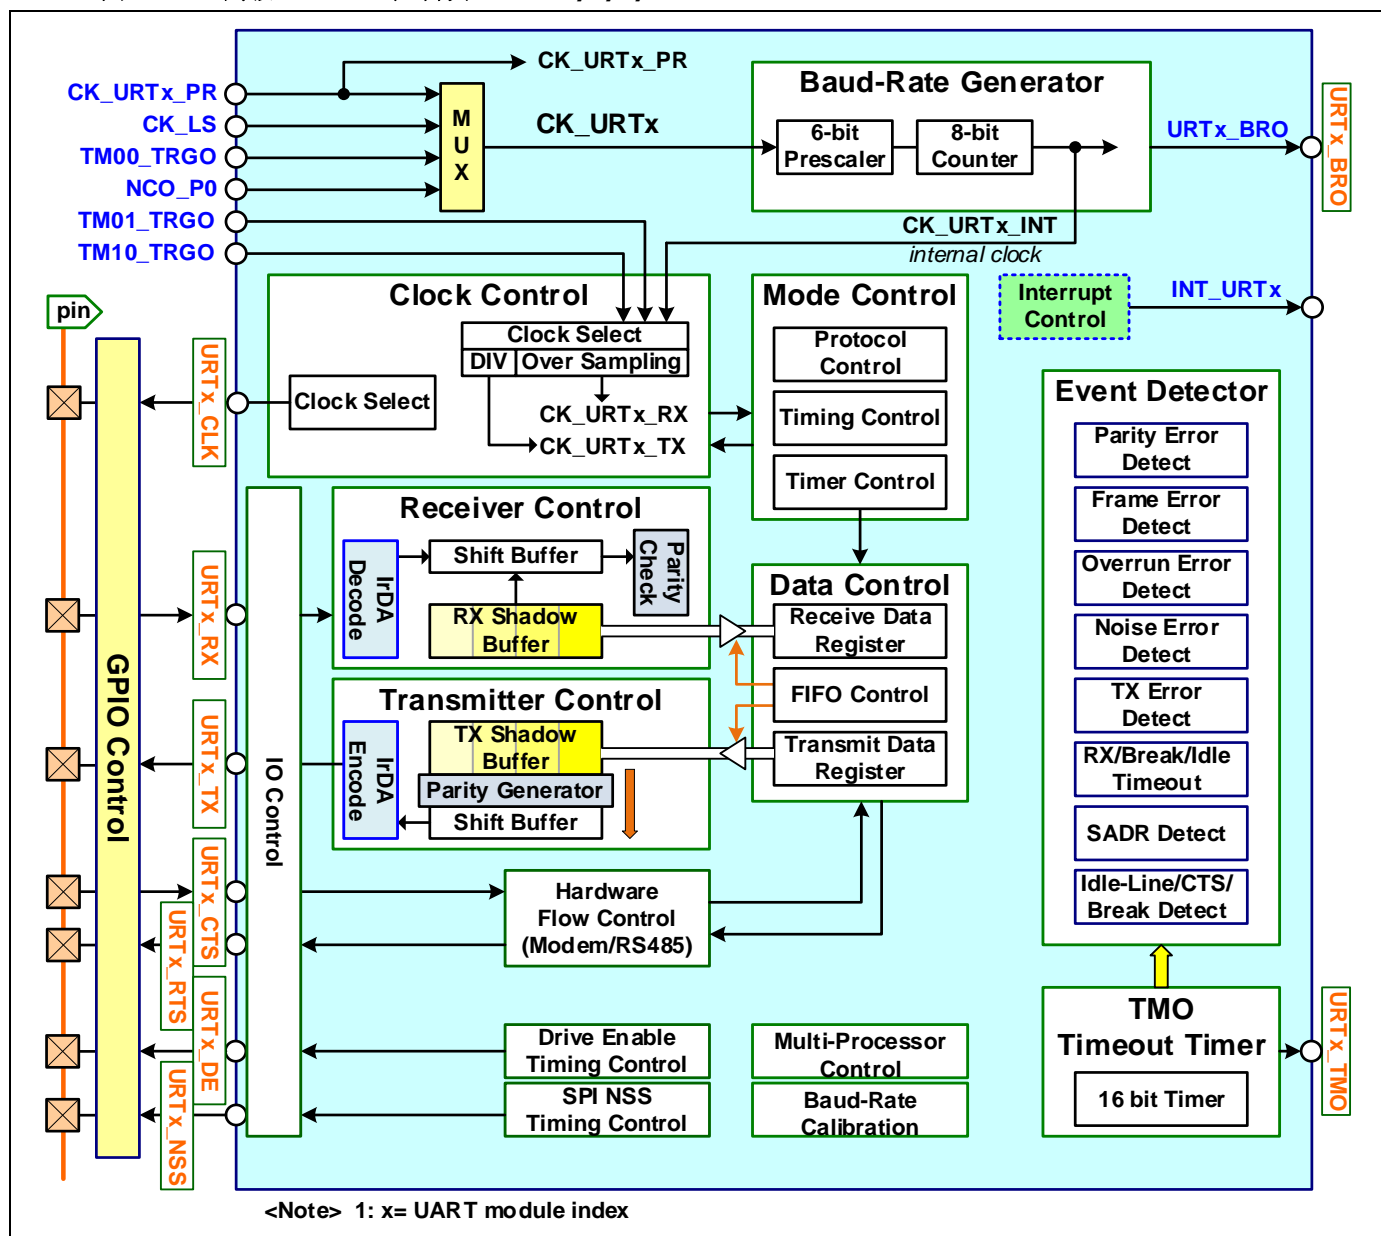 CK_URTx_PR
CK_URTx_PR
CK_LS
TM00_TRGO
NCO_P0
TM01_TRGO
TM10_TRGO
M
U
X
CK_URTx
Baud-Rate Generator
6-bit
Prescaler
8-bit
Counter
URTx_BRO
URTx_BRO
CK_URTx_INT
internal clock
Clock Control
Clock Select
DIV
Over Sampling
Clock Select
CK_URTx_RX
CK_URTx_TX
Mode Control
Protocol
Control
Timing Control
Timer Control
Interrupt
Control
INT_URTx
pin
GPIO Control
URTx_CLK
URTx_RX
URTx_TX
URTx_CTS
URTx_RTS
URTx_DE
URTx_NSS
IO Control
Receiver Control
IrDA
Decode
Shift Buffer
Parity
Check
RX Shadow
Buffer
Transmitter Control
IrDA
Encode
TX Shadow
Buffer
Parity Generator
Shift Buffer
Data Control
Receive Data
Register
FIFO Control
Transmit Data
Register
Hardware
Flow Control
(Modem/RS485)
Drive Enable
Timing Control
SPI NSS
Timing Control
Multi-Processor
Control
Baud-Rate
Calibration
Event Detector
Parity Error
Detect
Frame Error
Detect
Overrun Error
Detect
Noise Error
Detect
TX Error
Detect
RX/Break/Idle
Timeout
SADR Detect
Idle-Line/CTS/
Break Detect
TMO
Timeout Timer
16 bit Timer
URTx_TMO
<Note> 1: x= UART module index